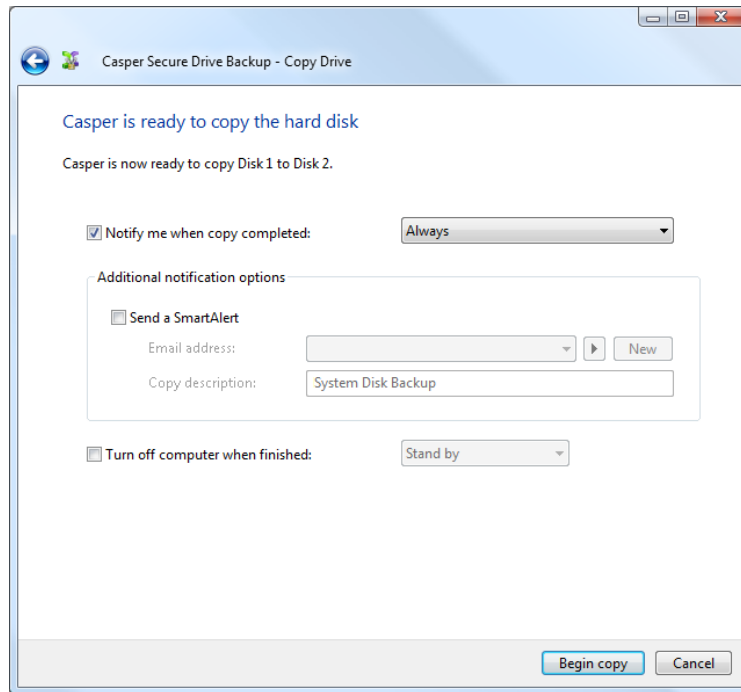 Casper Secure Drive Backup - Copy Drive
Casper is ready to copy the hard disk
Casper is now ready to copy Disk 1 to Disk 2.
Notify me when copy completed: Always
Additional notification options
Send a SmartAlert
Email address: New
Copy description: System Disk Backup
Turn off computer when finished: Stand by
Begin copy Cancel